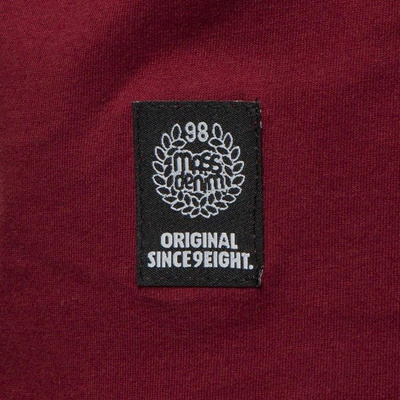 98
mass
denim
ORIGINAL
SINCE9EIGHT.